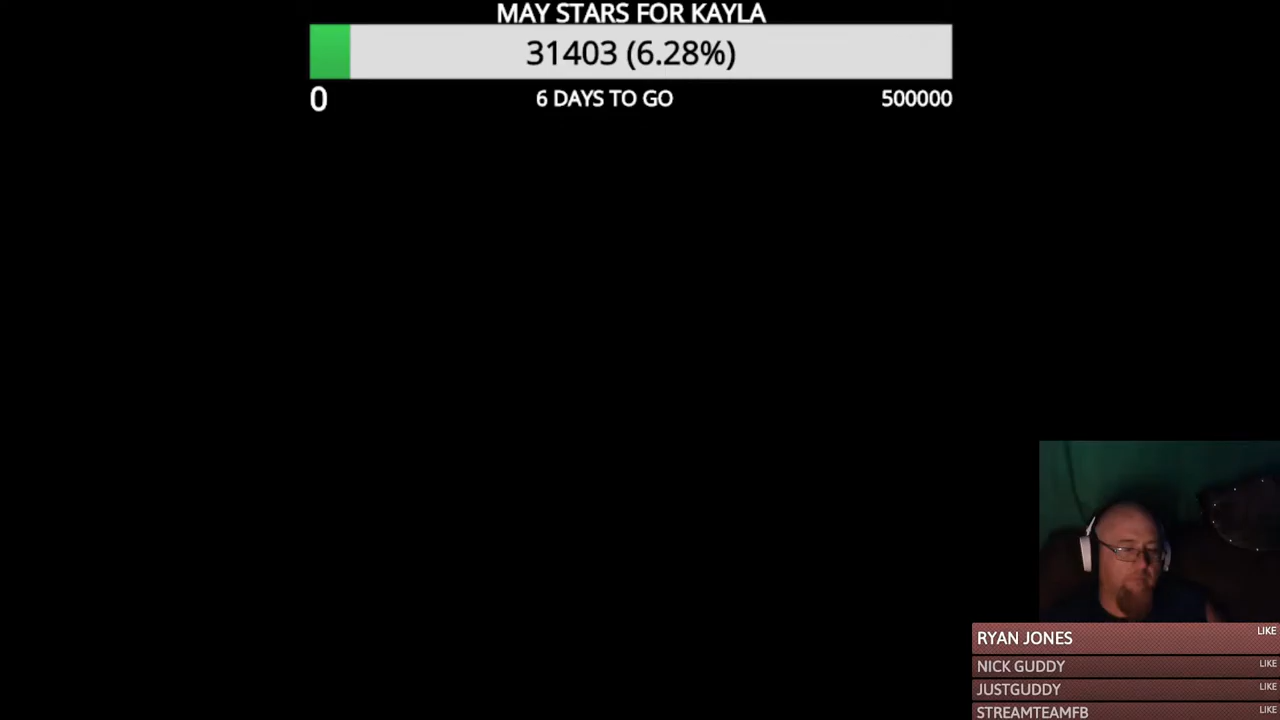 MAY STARS FOR KAYLA
31403 (6.28%)
0 6 DAYS TO GO 500000
RYAN JONES LIKE
NICK GUDDY LIKE
JUSTGUDDY LIKE
STREAMTEAMFB LIKE